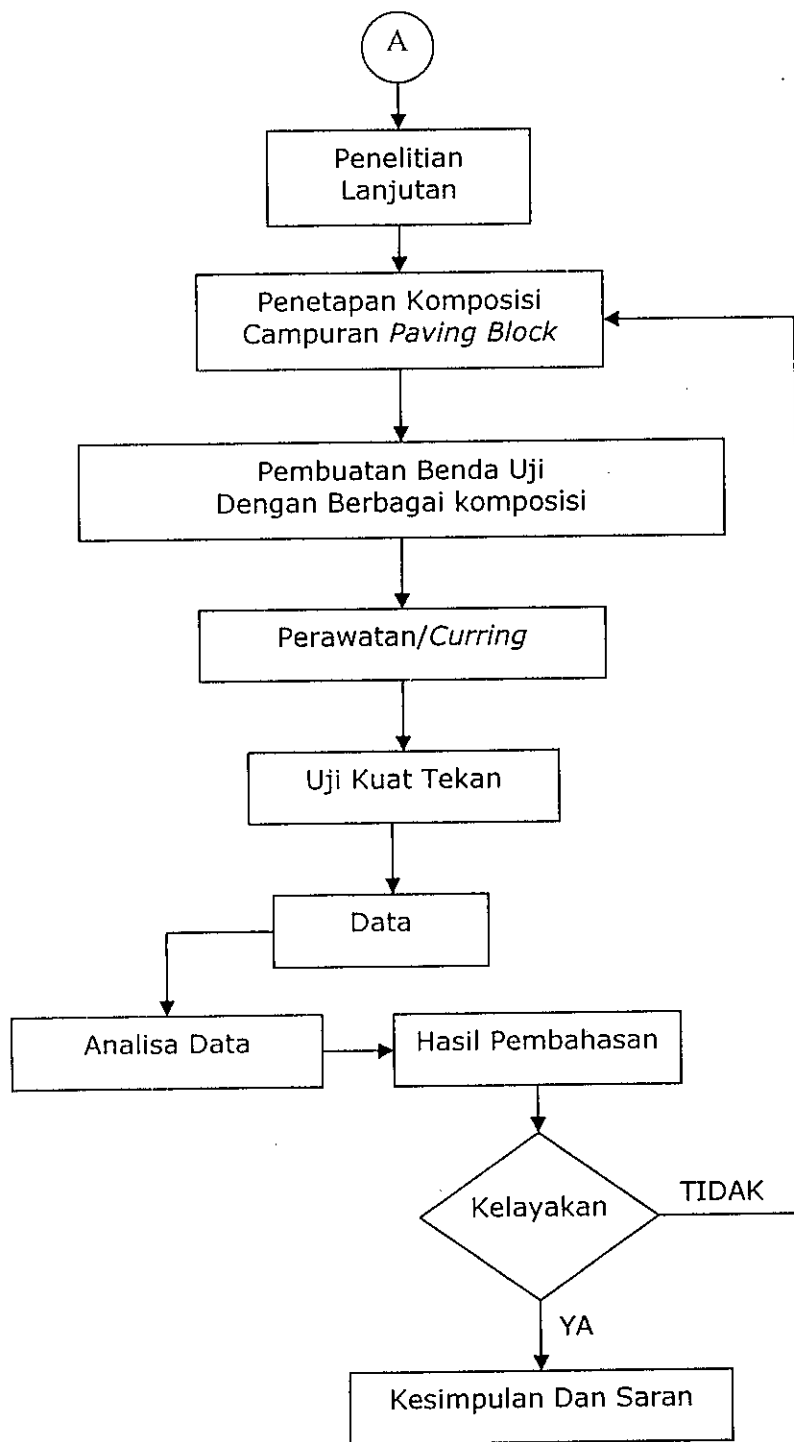 A
Penelitian
Lanjutan
Penetapan Komposisi
Campuran Paving Block
Pembuatan Benda Uji
Dengan Berbagai komposisi
Perawatan/Curring
Uji Kuat Tekan
Data
Analisa Data
Hasil Pembahasan
Kelayakan
TIDAK
YA
Kesimpulan Dan Saran